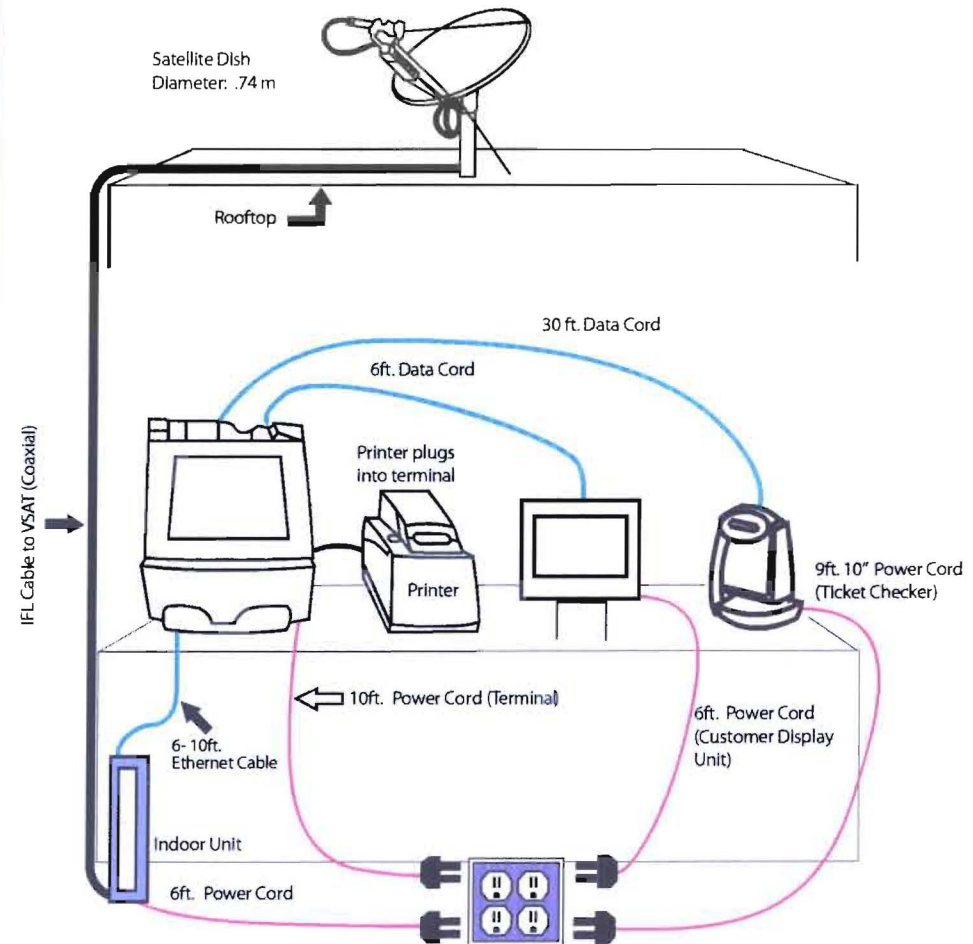 Satellite Dish
Diameter: .74 m
Rooftop
30 ft. Data Cord
6ft. Data Cord
IFL Cable to VSAT (Coaxial)
Printer plugs
into terminal
Printer
9ft. 10" Power Cord
(Ticket Checker)
10ft. Power Cord (Terminal)
6ft. Power Cord
(Customer Display
Unit)
6- 10ft.
Ethernet Cable
Indoor Unit
6ft. Power Cord